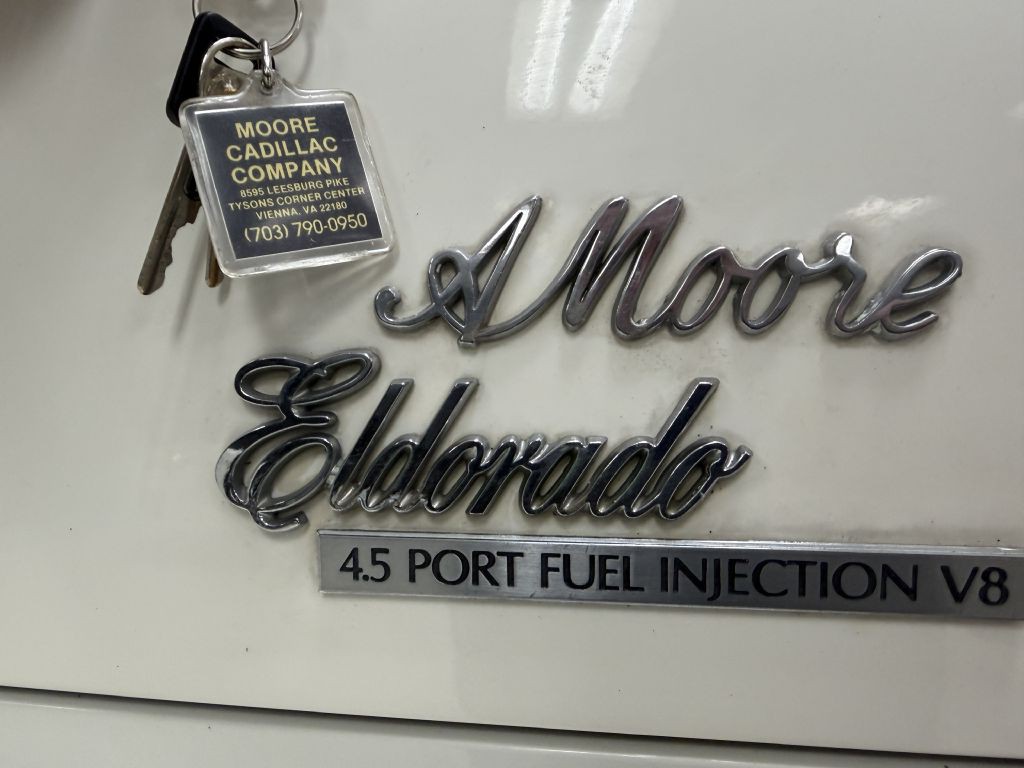 MOORE
CADILLAC
COMPANY
8595 LEESBURG PIKE
TYSONS CORNER CENTER
VIENNA, VA 22180
(703) 790-0950
A Moore
Eldorado
4.5 PORT FUEL INJECTION V8